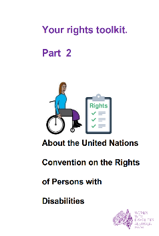 Your rights toolkit.
Part 2
Rights
About the United Nations
Convention on the Rights
of Persons with
Disabilities